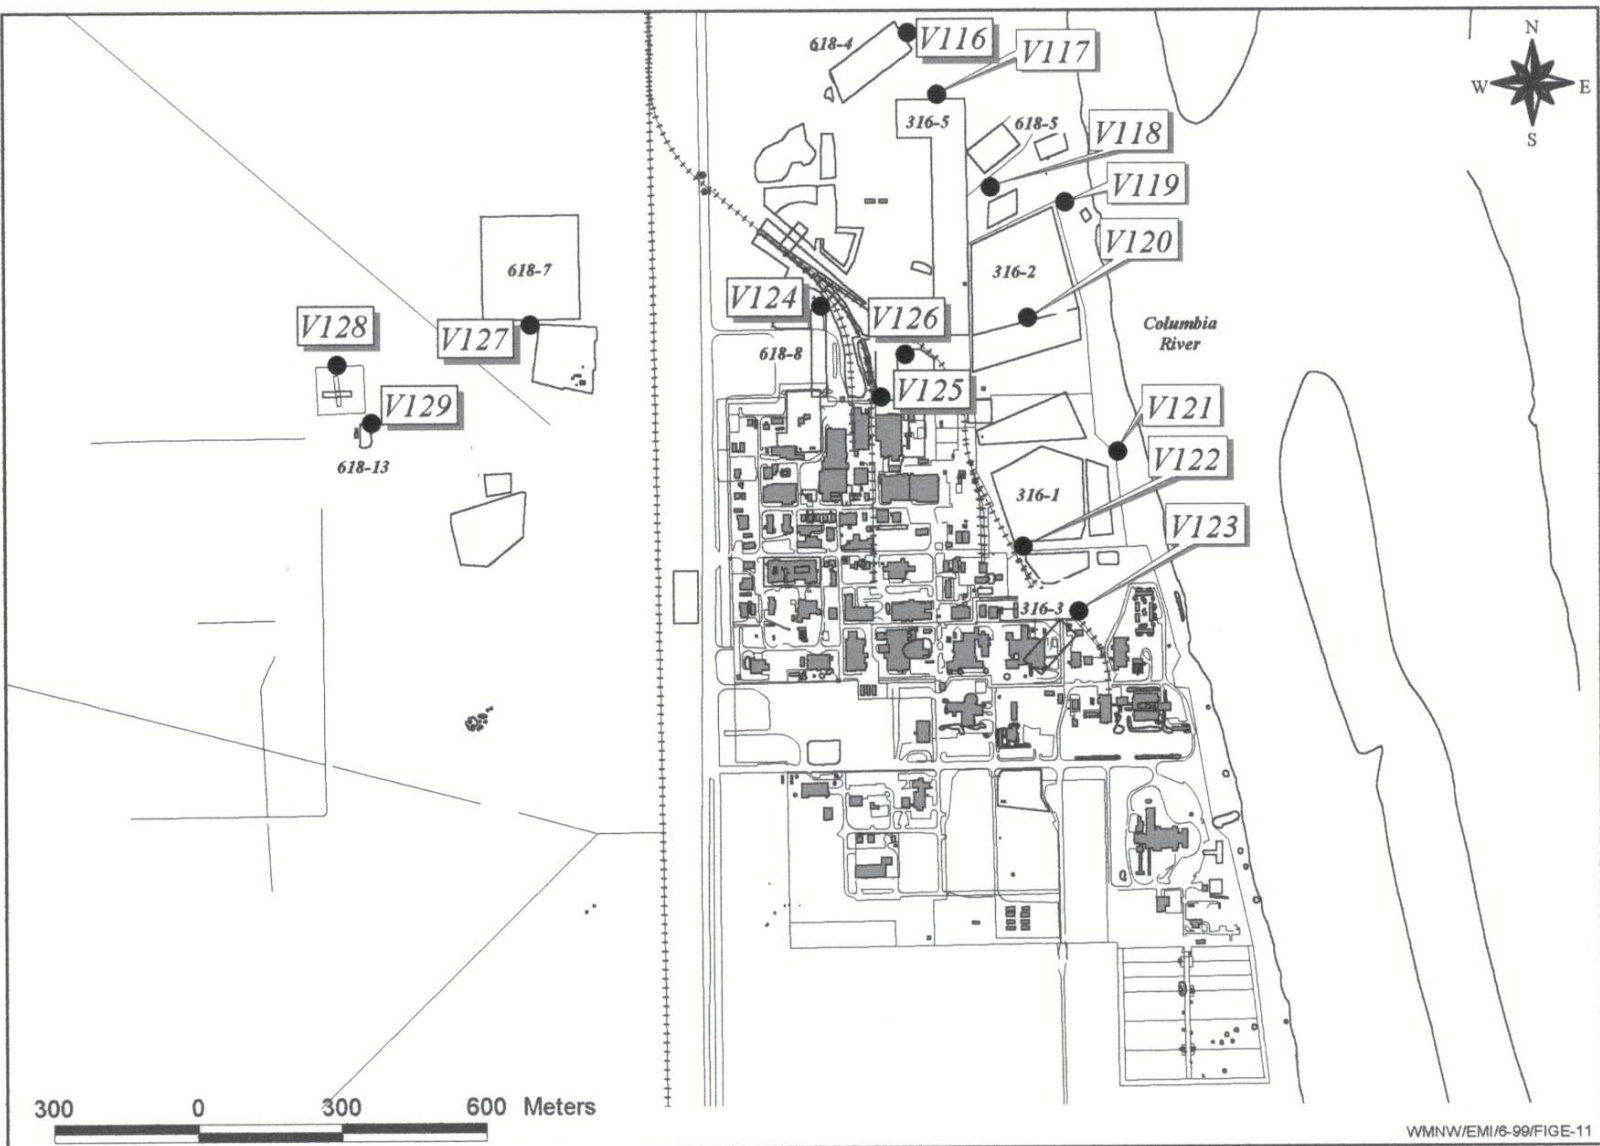 V116
618-4
N
V117
W
E
316-5
618-5
V118
S
V119
V120
618-7
316-2
V124
V126
V128
V127
Columbia
River
618-8
V125
V129
V121
618-13
V122
316-1
V123
316-3
300 0 300 600 Meters
WMNW/EMI/6-99/FIGE-11